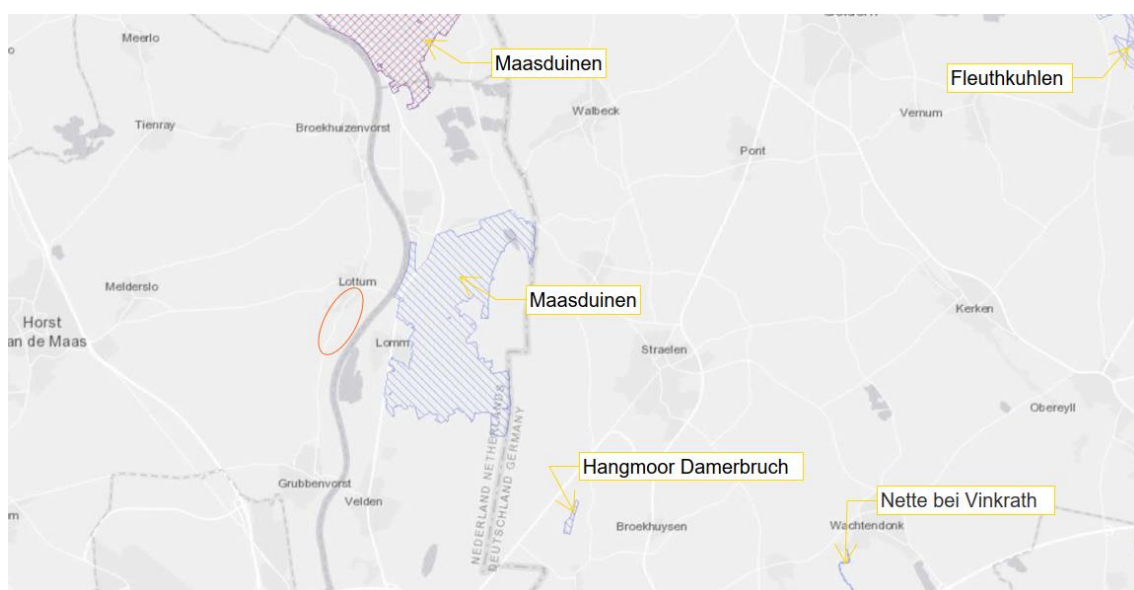 Meerlo
Maasduinen
Fleuthkuhlen
Walbeck
Vernum
Tienray
Broekhuizenvorst
Pont
Melderslo
Lottum
Maasduinen
Kerken
Horst
an de Maas
Lomm
Straelen
Obereyll
NEDERLAND NETHERLANDS
DEUTSCHLAND GERMANY
Hangmoor Damerbruch
Grubbenvorst
Velden
Nette bei Vinkrath
Broekhuysen
Wachtendonk